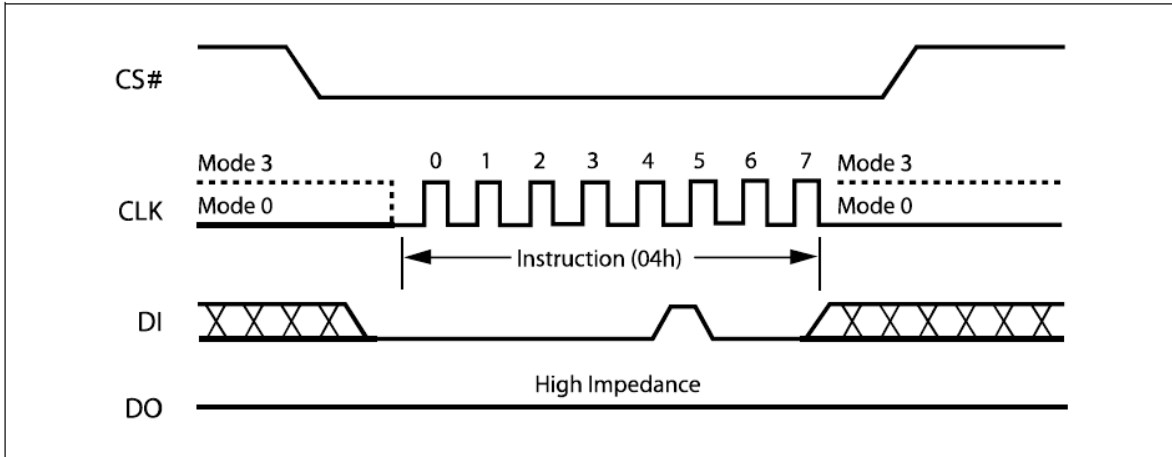 CS#
Mode 3
0 1 2 3 4 5 6 7
Mode 3
CLK
Mode 0
Mode 0
Instruction (04h)
DI
High Impedance
DO